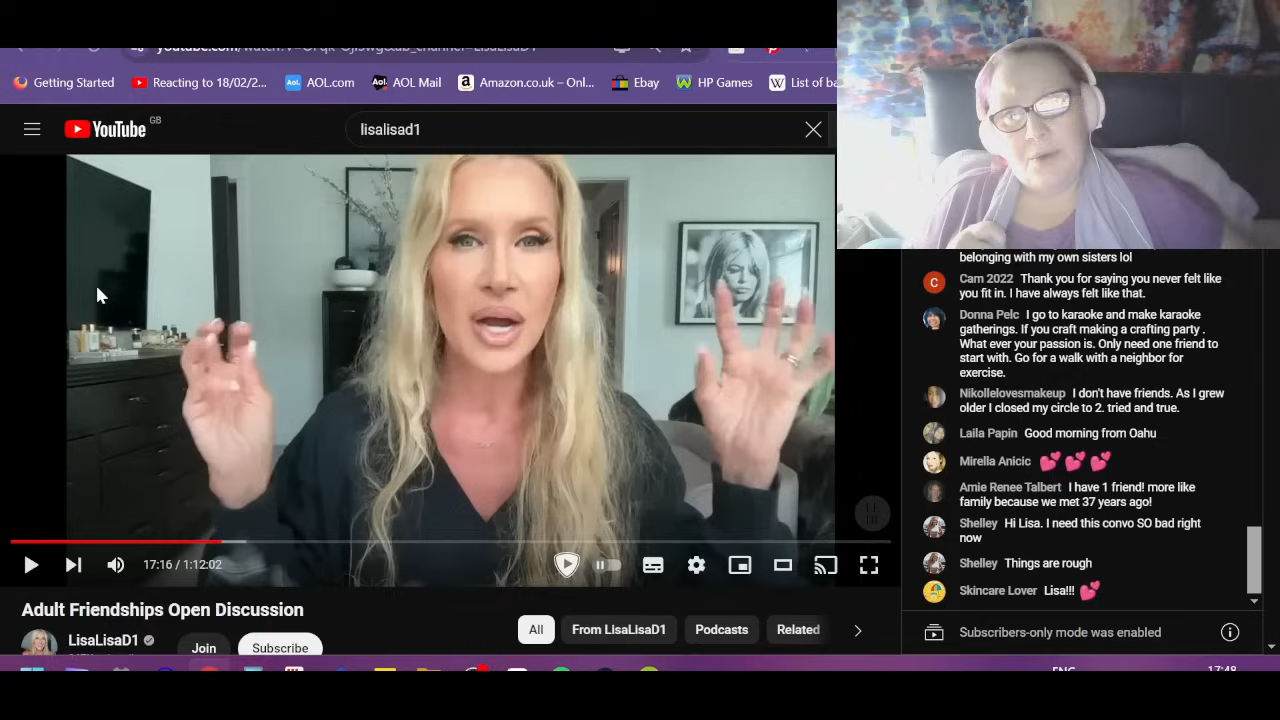 Getting Started
Reacting to 18/02/2...
AOL.com
AOL Mail
Amazon.co.uk – Onl...
Ebay
HP Games
List of ba
YouTube GB
lisalisad1
belonging with my own sisters lol
Cam 2022 Thank you for saying you never felt like
you fit in. I have always felt like that.
Donna Pelc I go to karaoke and make karaoke
gatherings. If you craft making a crafting party .
What ever your passion is. Only need one friend to
start with. Go for a walk with a neighbor for
exercise.
Nikollelovesmakeup I don't have friends. As I grew
older I closed my circle to 2. tried and true.
Laila Papin Good morning from Oahu
Mirella Anicic
Amie Renee Talbert I have 1 friend! more like
family because we met 37 years ago!
Shelley Hi Lisa. I need this convo SO bad right
now
Shelley Things are rough
Skincare Lover Lisa!!!
Subscribers-only mode was enabled
17:16 / 1:12:02
Adult Friendships Open Discussion
LisaLisaD1
Join
Subscribe
All
From LisaLisaD1
Podcasts
Related
ENG
17:48